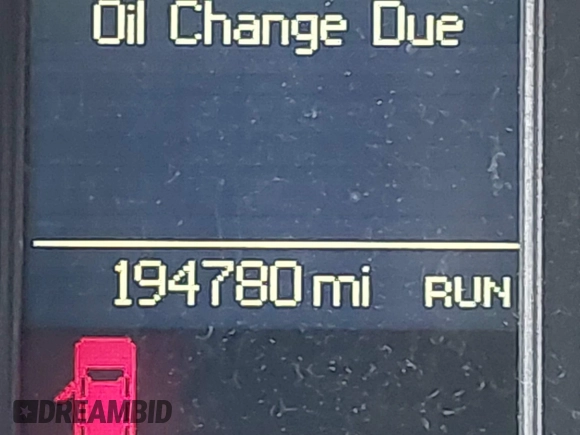 Oil Change Due
194780 mi RUN
DREAMBID